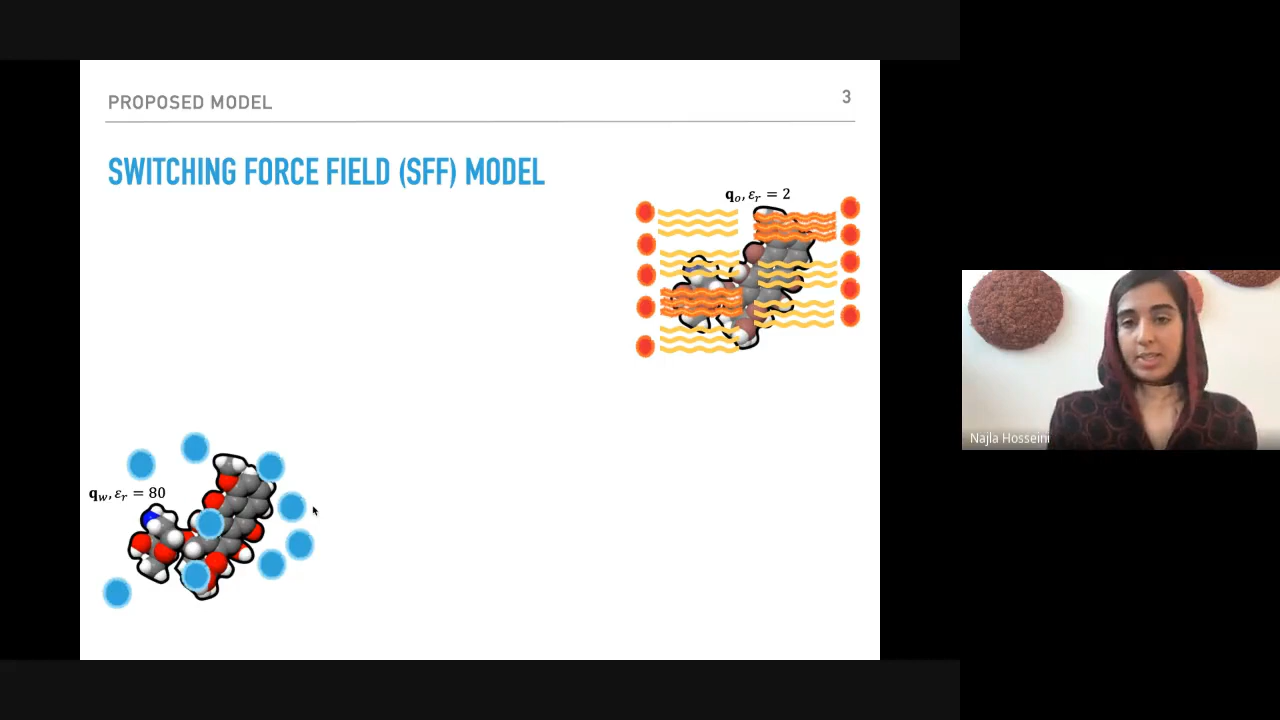 PROPOSED MODEL
3
SWITCHING FORCE FIELD (SFF) MODEL
q_o, ε_r = 2
q_w, ε_r = 80
Najla Hosseini